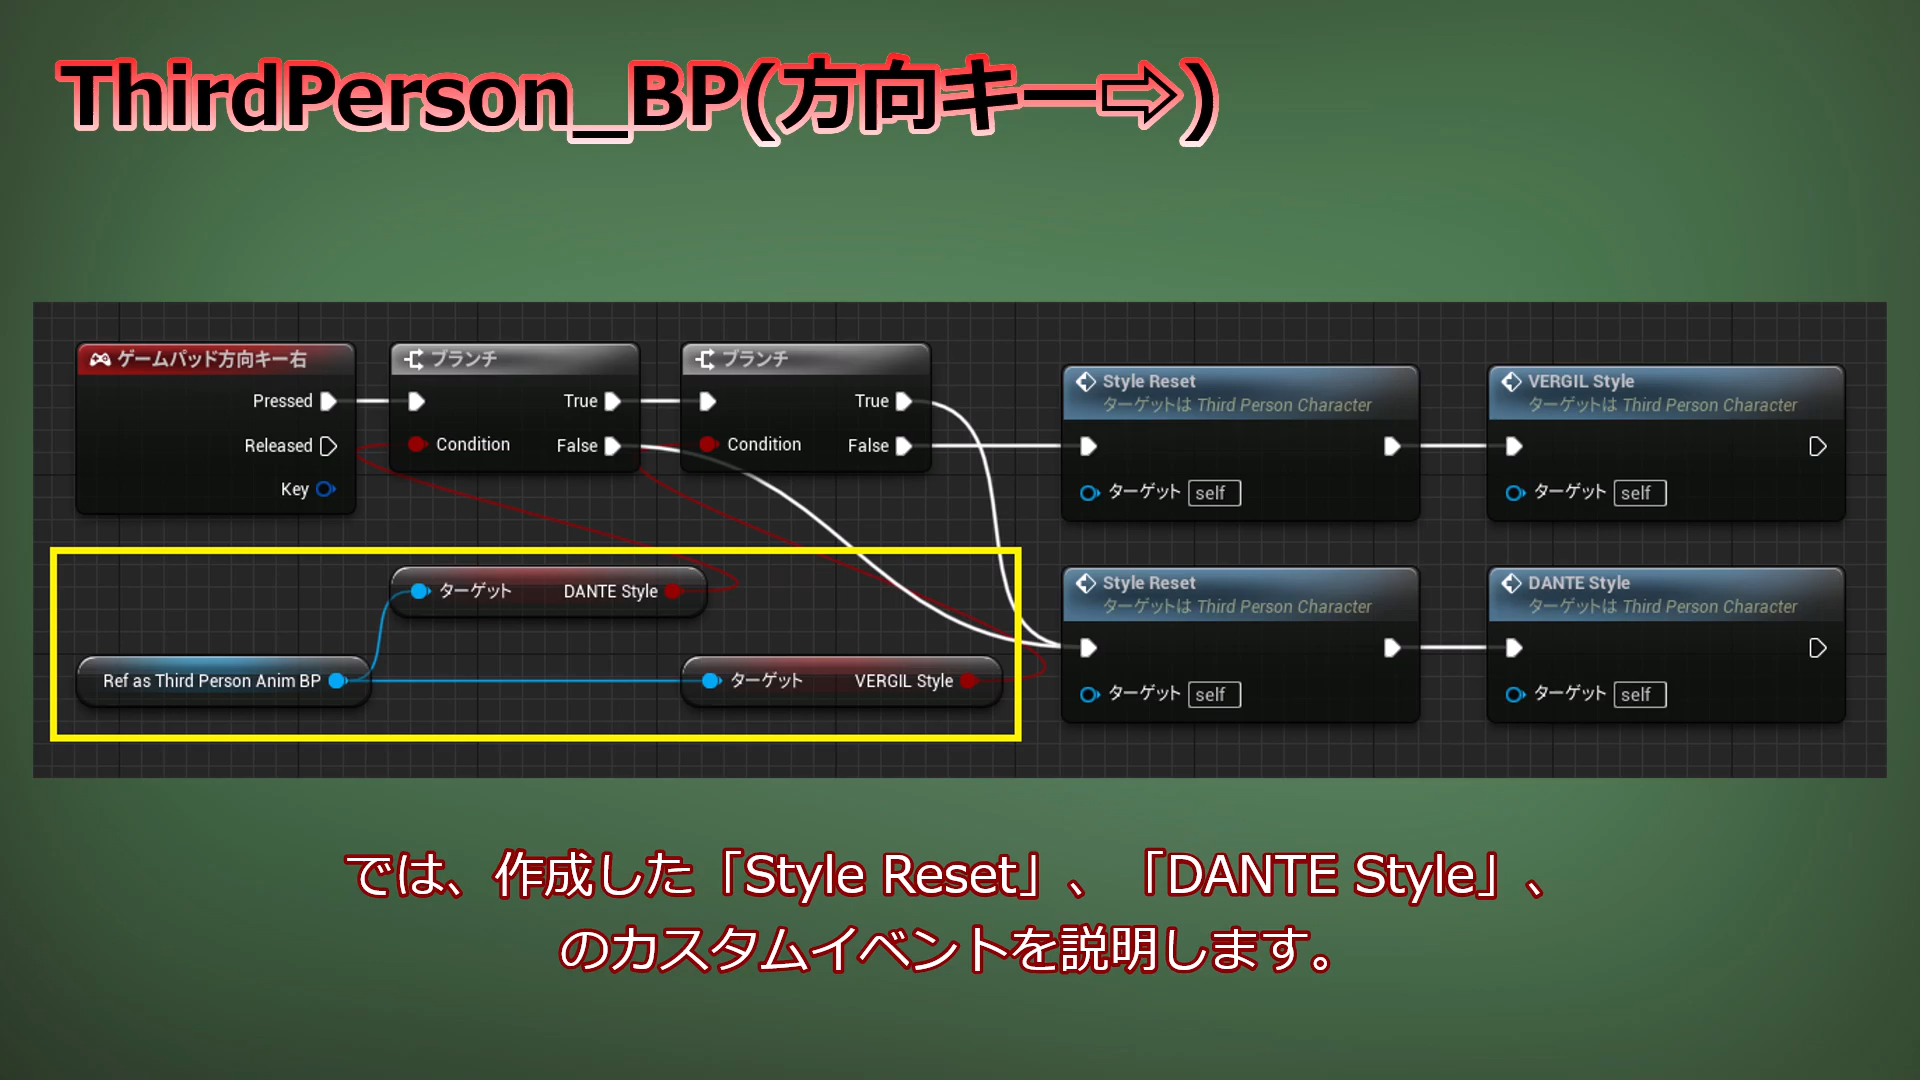 ThirdPerson_BP(方向キー⇨)
ゲームパッド方向キー右
Pressed
Released
Key
ブランチ
True
Condition
False
ブランチ
True
Condition
False
Style Reset
ターゲットは Third Person Character
ターゲット self
VERGIL Style
ターゲットは Third Person Character
ターゲット self
ターゲット DANTE Style
Ref as Third Person Anim BP
ターゲット VERGIL Style
Style Reset
ターゲットは Third Person Character
ターゲット self
DANTE Style
ターゲットは Third Person Character
ターゲット self
では、作成した「Style Reset」、「DANTE Style」、
のカスタムイベントを説明します。